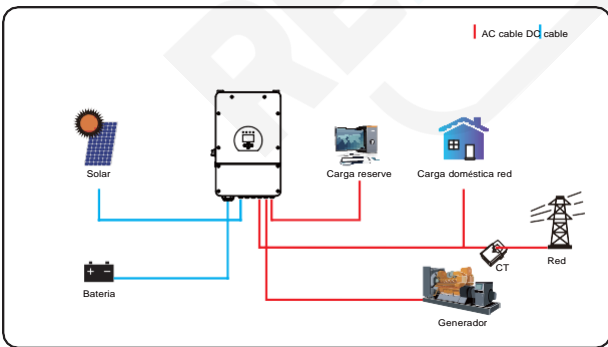 AC cable DC cable
Solar
Carga reserve
Carga doméstica red
Red
CT
Bateria
Generador